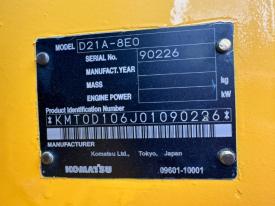 MODEL D21A-8E0
SERIAL No. 90226
MANUFACT.YEAR
MASS kg
ENGINE POWER kW
Product Identification Number
*KMT0D106J01090226*
MANUFACTURER
Komatsu Ltd., Tokyo, Japan
KOMATSU 09601-10001